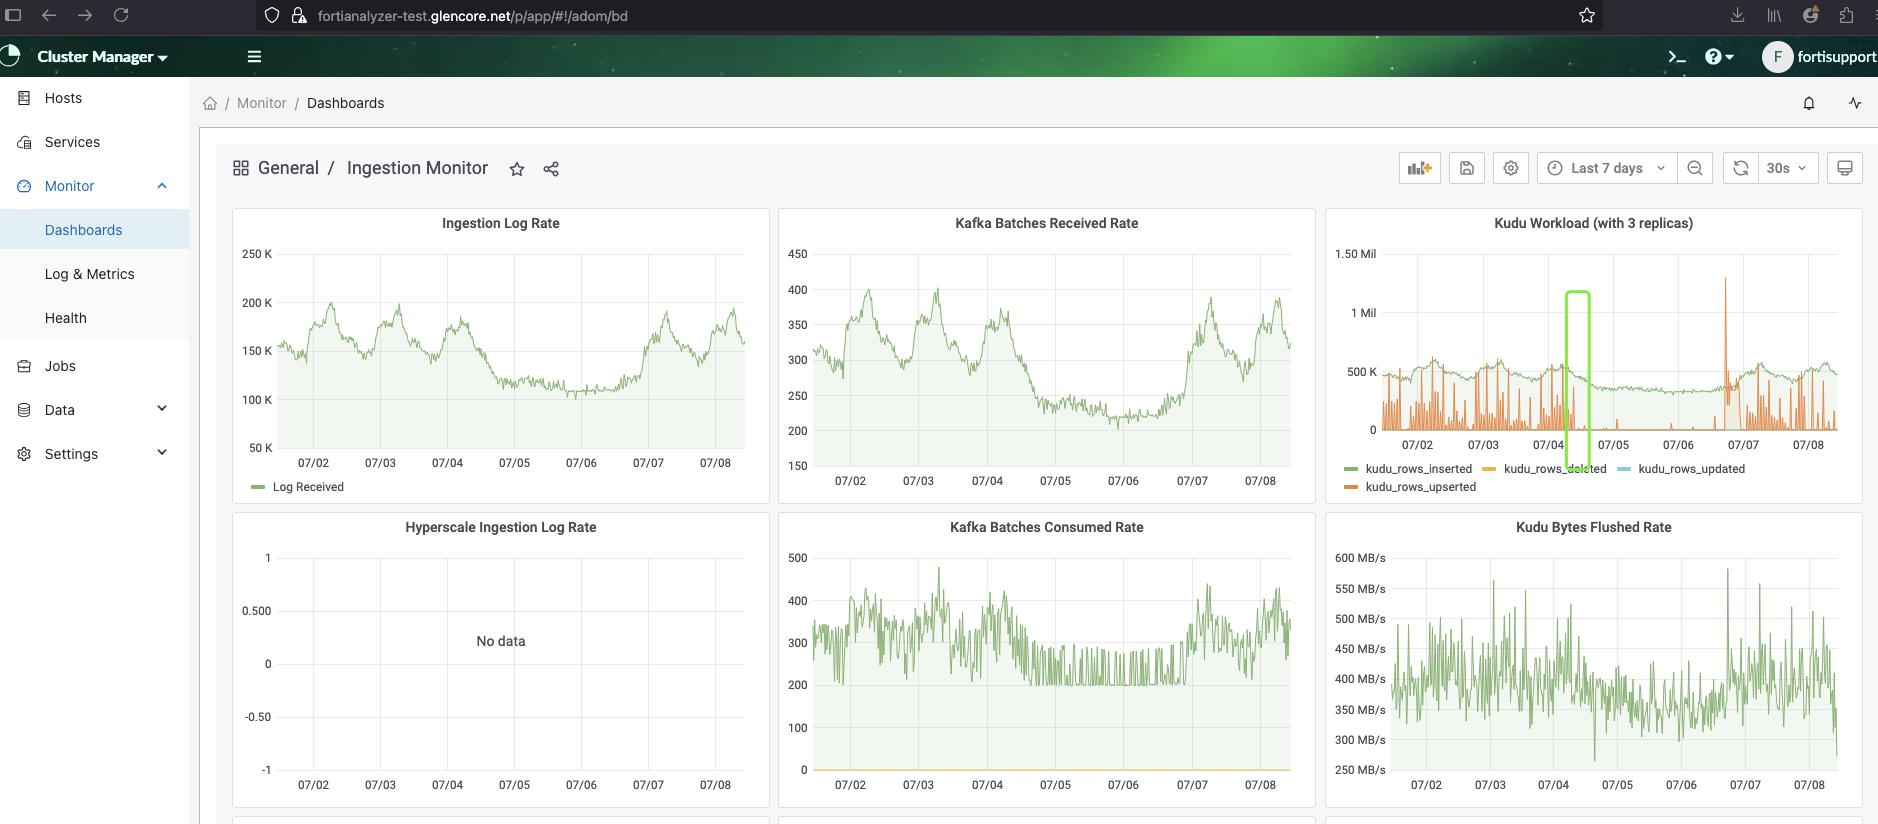 fortianalyzer-test.glencore.net/p/app/#!/adom/bd
Cluster Manager
F fortisupport
Hosts
Services
Monitor
Dashboards
Log & Metrics
Health
Jobs
Data
Settings
/ Monitor / Dashboards
General / Ingestion Monitor
Last 7 days
30s
Ingestion Log Rate
250 K
200 K
150 K
100 K
50 K
07/02 07/03 07/04 07/05 07/06 07/07 07/08
Log Received
Kafka Batches Received Rate
450
400
350
300
250
200
150
07/02 07/03 07/04 07/05 07/06 07/07 07/08
Kudu Workload (with 3 replicas)
1.50 Mil
1 Mil
500 K
0
07/02 07/03 07/04 07/05 07/06 07/07 07/08
kudu_rows_inserted kudu_rows_deleted kudu_rows_updated
kudu_rows_upserted
Hyperscale Ingestion Log Rate
1
0.500
No data
0
-0.50
-1
07/02 07/03 07/04 07/05 07/06 07/07 07/08
Kafka Batches Consumed Rate
500
400
300
200
100
0
07/02 07/03 07/04 07/05 07/06 07/07 07/08
Kudu Bytes Flushed Rate
600 MB/s
550 MB/s
500 MB/s
450 MB/s
400 MB/s
350 MB/s
300 MB/s
250 MB/s
07/02 07/03 07/04 07/05 07/06 07/07 07/08